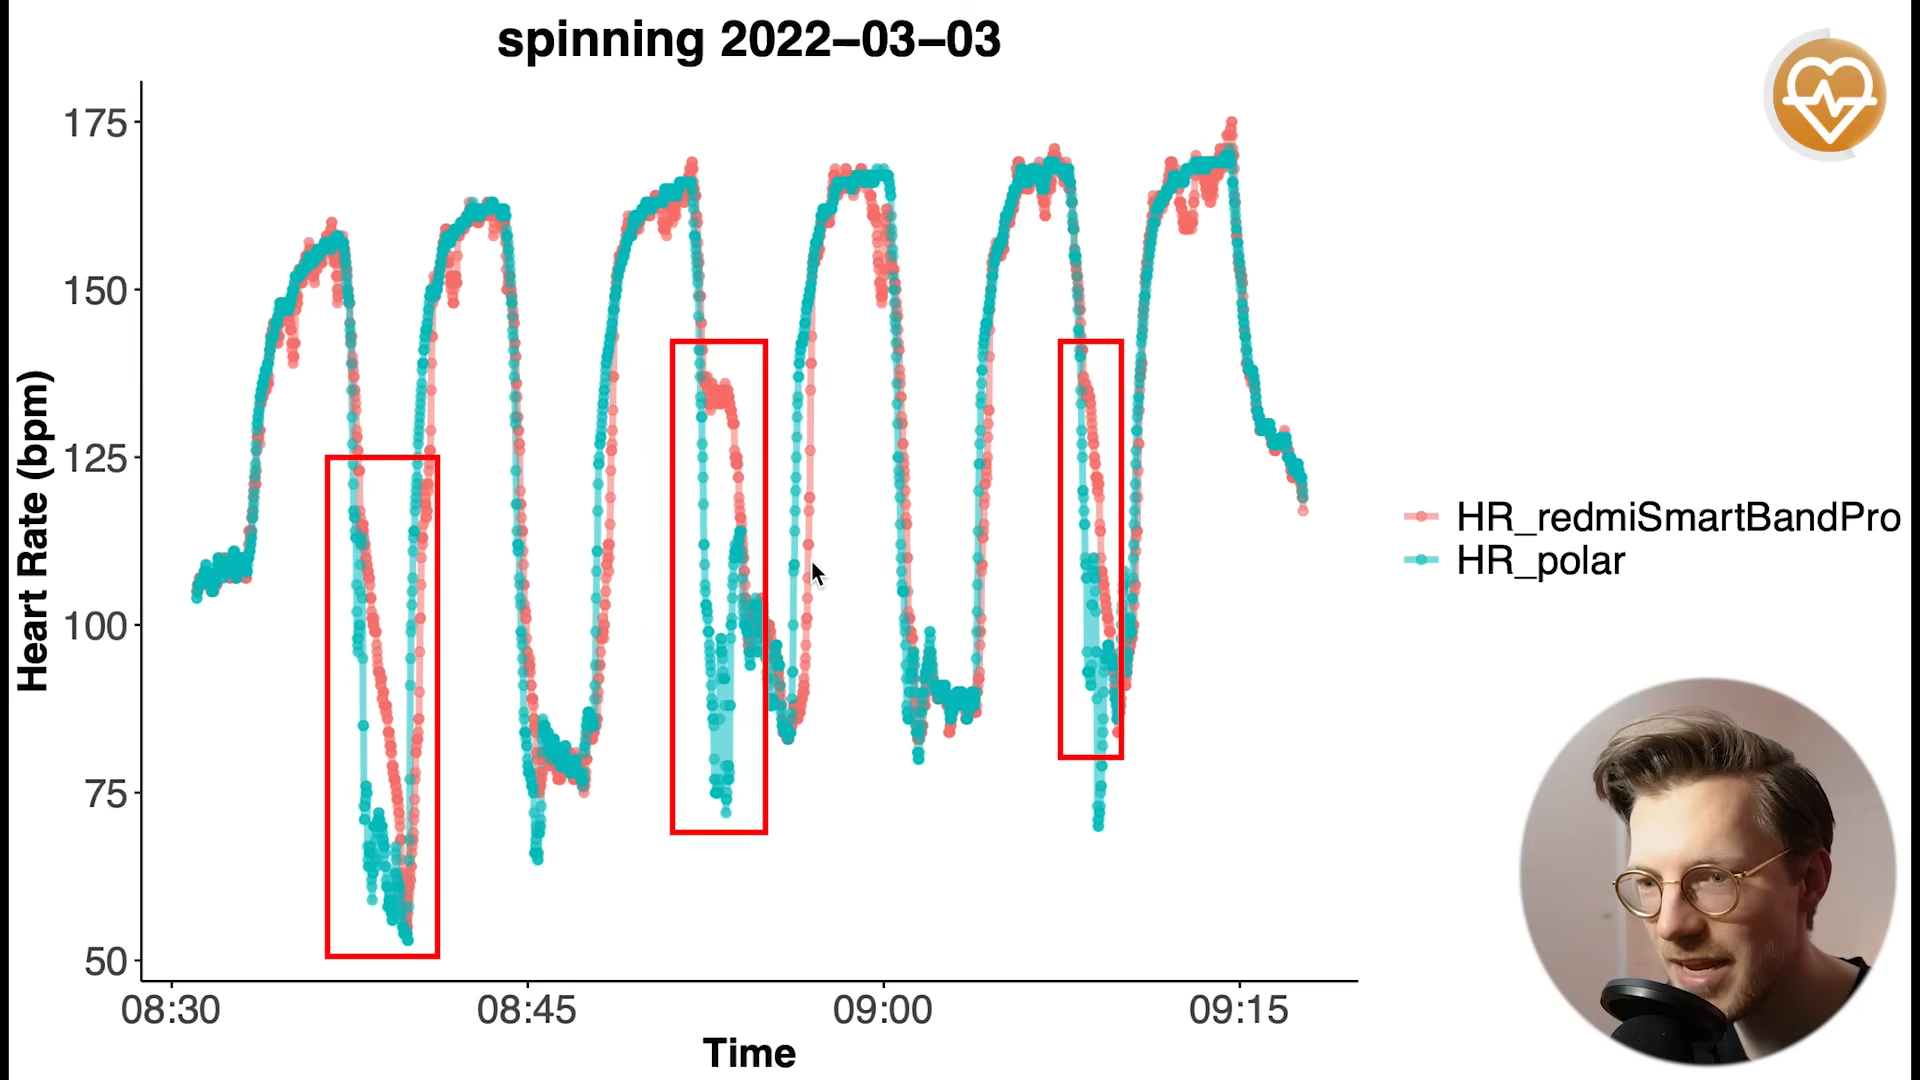 spinning 2022–03–03
175
150
125
100
75
50
Heart Rate (bpm)
08:30
08:45
09:00
09:15
Time
HR_redmiSmartBandPro
HR_polar